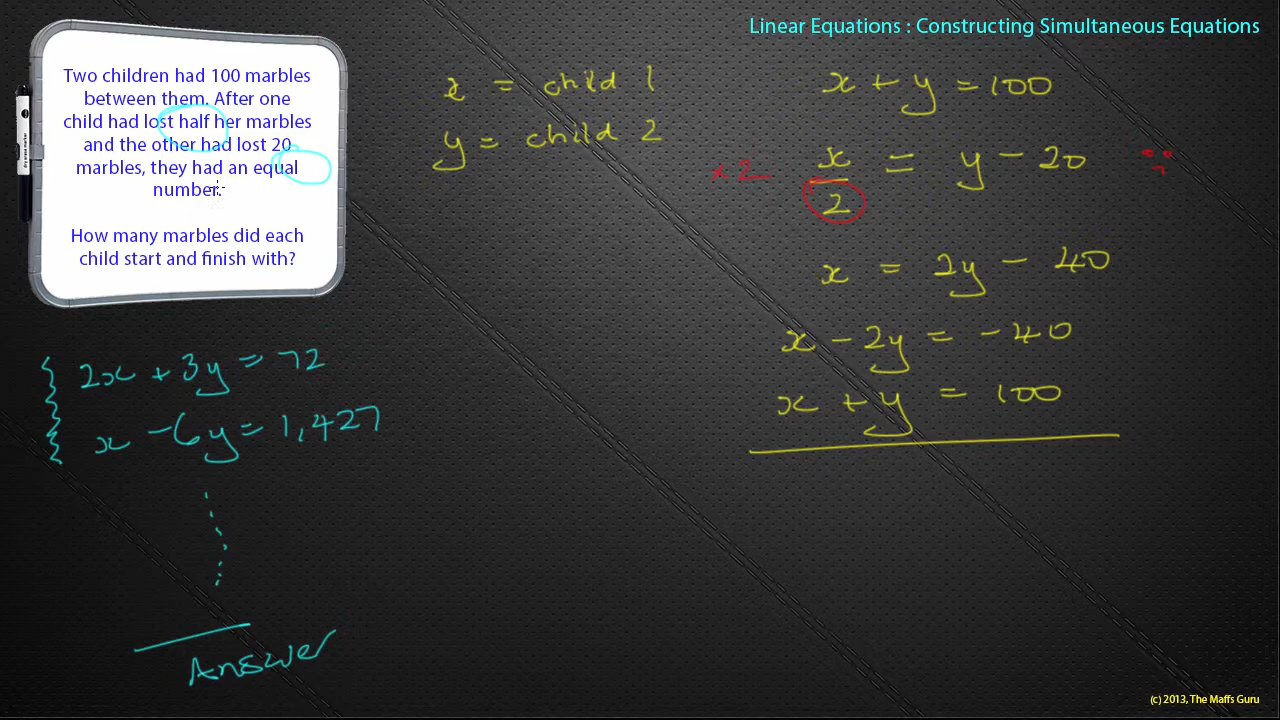 Linear Equations : Constructing Simultaneous Equations
Two children had 100 marbles
between them. After one
child had lost half her marbles
and the other had lost 20
marbles, they had an equal
number.
How many marbles did each
child start and finish with?
x = child 1
y = child 2
x + y = 100
×2 x/2 = y - 20
x = 2y - 40
x - 2y = -40
x + y = 100
2x + 3y = 72
x - 6y = 1,427
Answer
(c) 2013, The Maffs Guru